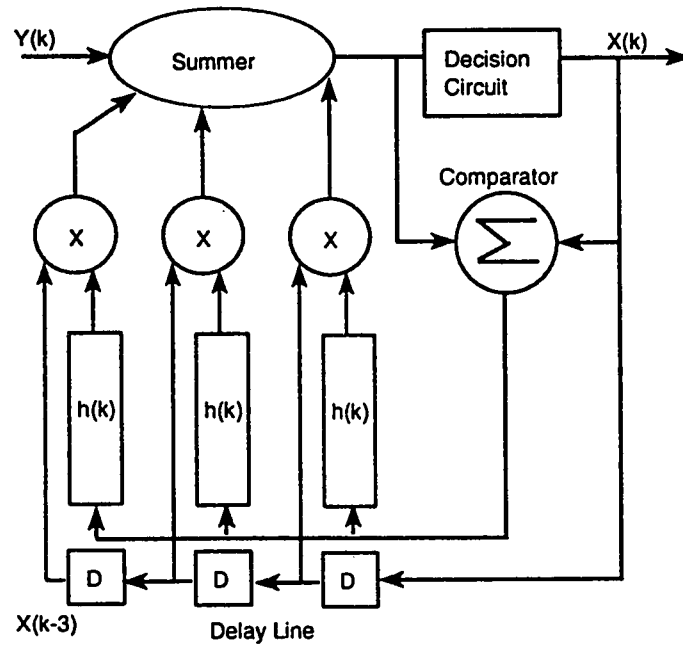 Y(k)
Summer
Decision
Circuit
X(k)
Comparator
X
X
X
Σ
h(k)
h(k)
h(k)
D
D
D
X(k-3)
Delay Line